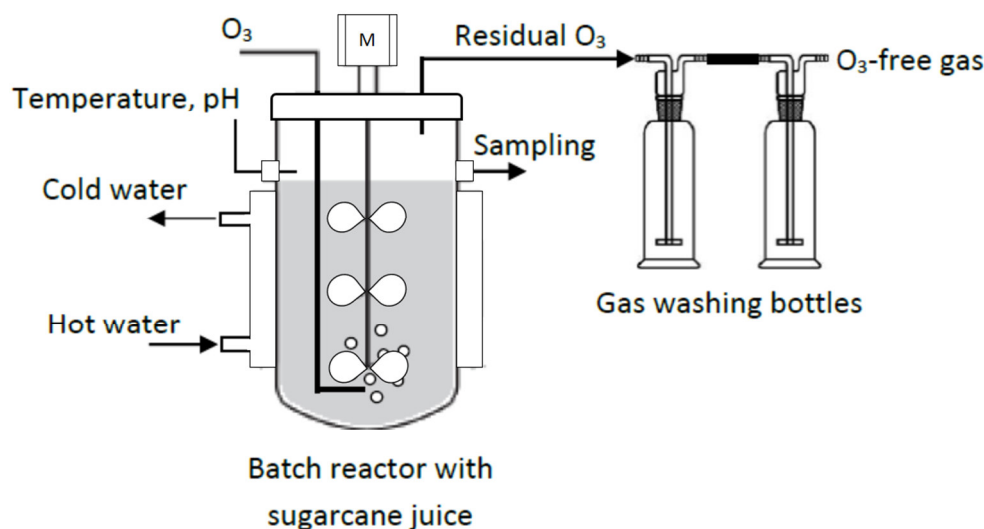 O₃
M
Residual O₃
O₃-free gas
Temperature, pH
Sampling
Cold water
Hot water
Gas washing bottles
Batch reactor with
sugarcane juice